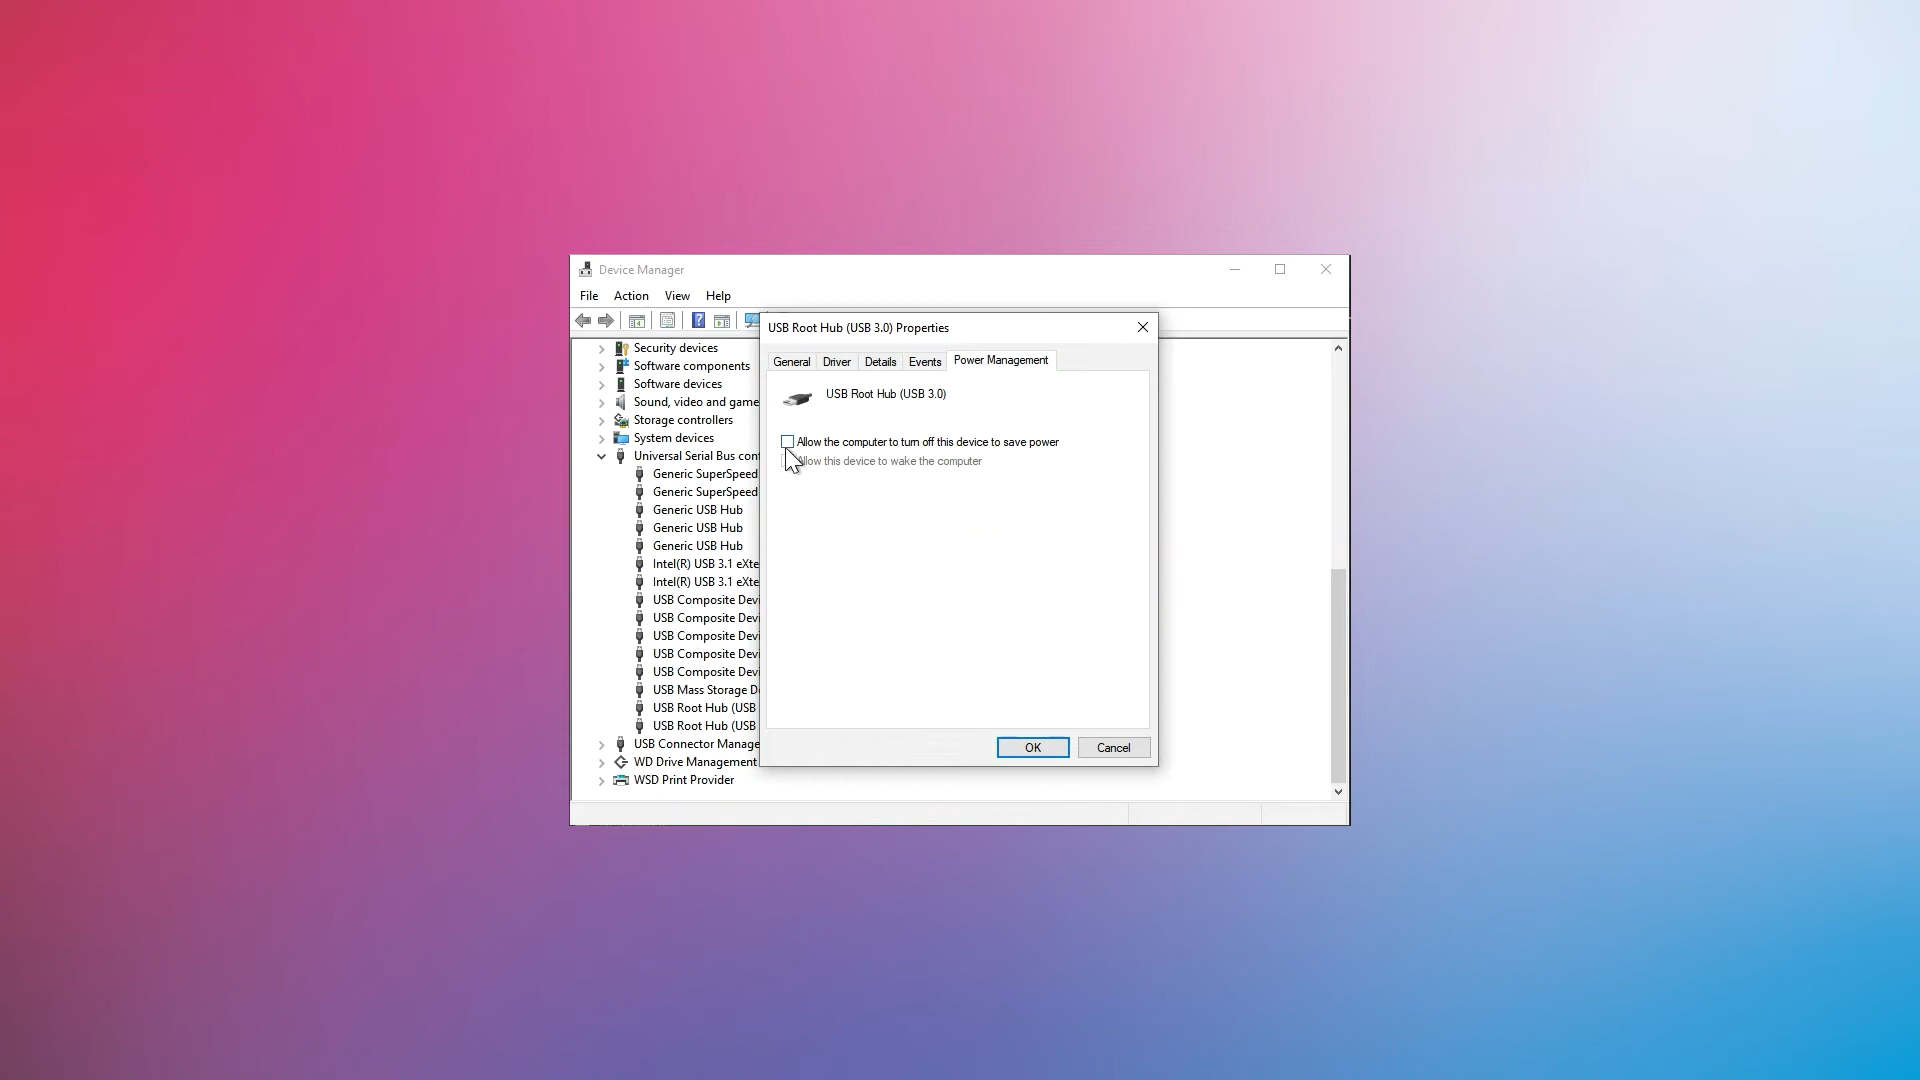 Device Manager
File Action View Help
USB Root Hub (USB 3.0) Properties
General Driver Details Events Power Management
USB Root Hub (USB 3.0)
Allow the computer to turn off this device to save power
this device to wake the computer
OK Cancel
Security devices
Software components
Software devices
Sound, video and game
Storage controllers
System devices
Universal Serial Bus con
Generic SuperSpeed
Generic SuperSpeed
Generic USB Hub
Generic USB Hub
Generic USB Hub
Intel(R) USB 3.1 eXte
Intel(R) USB 3.1 eXte
USB Composite Devi
USB Composite Devi
USB Composite Devi
USB Composite Devi
USB Composite Devi
USB Mass Storage D
USB Root Hub (USB
USB Root Hub (USB
USB Connector Manage
WD Drive Management
WSD Print Provider